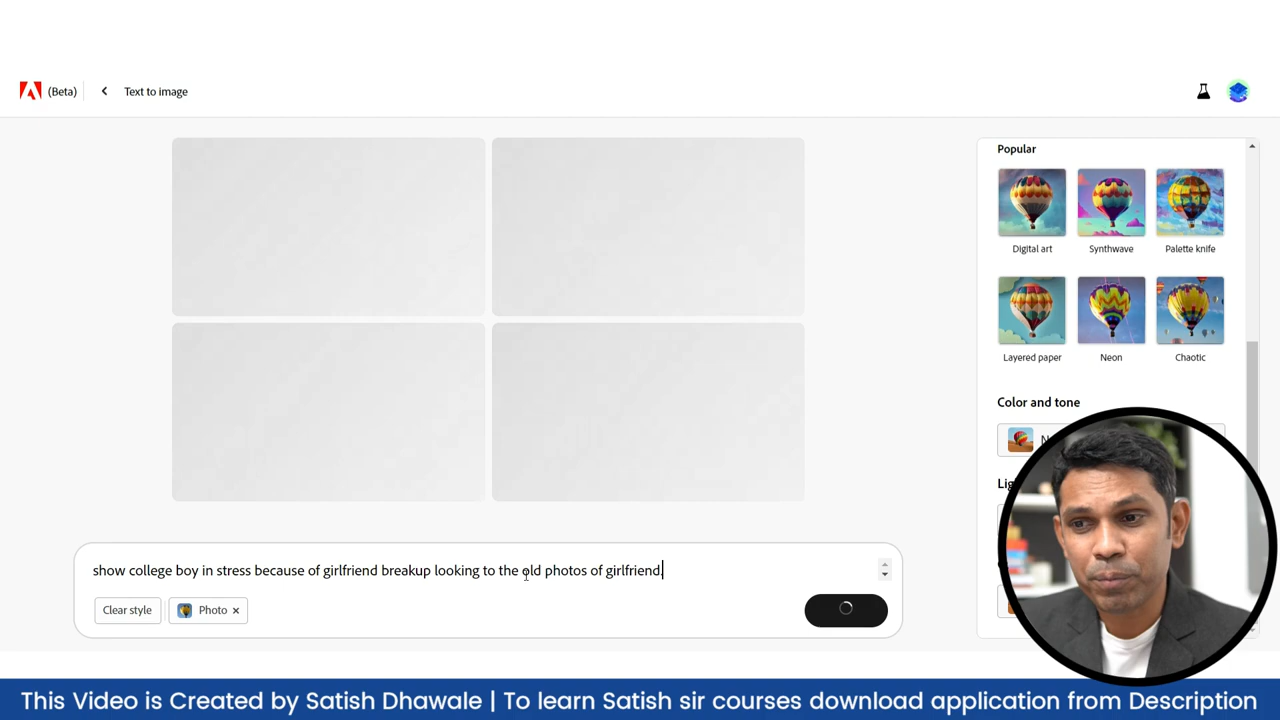 (Beta)
Text to image
Popular
Digital art
Synthwave
Palette knife
Layered paper
Neon
Chaotic
Color and tone
show college boy in stress because of girlfriend breakup looking to the old photos of girlfriend
Clear style
Photo
This Video is Created by Satish Dhawale | To learn Satish sir courses download application from Description